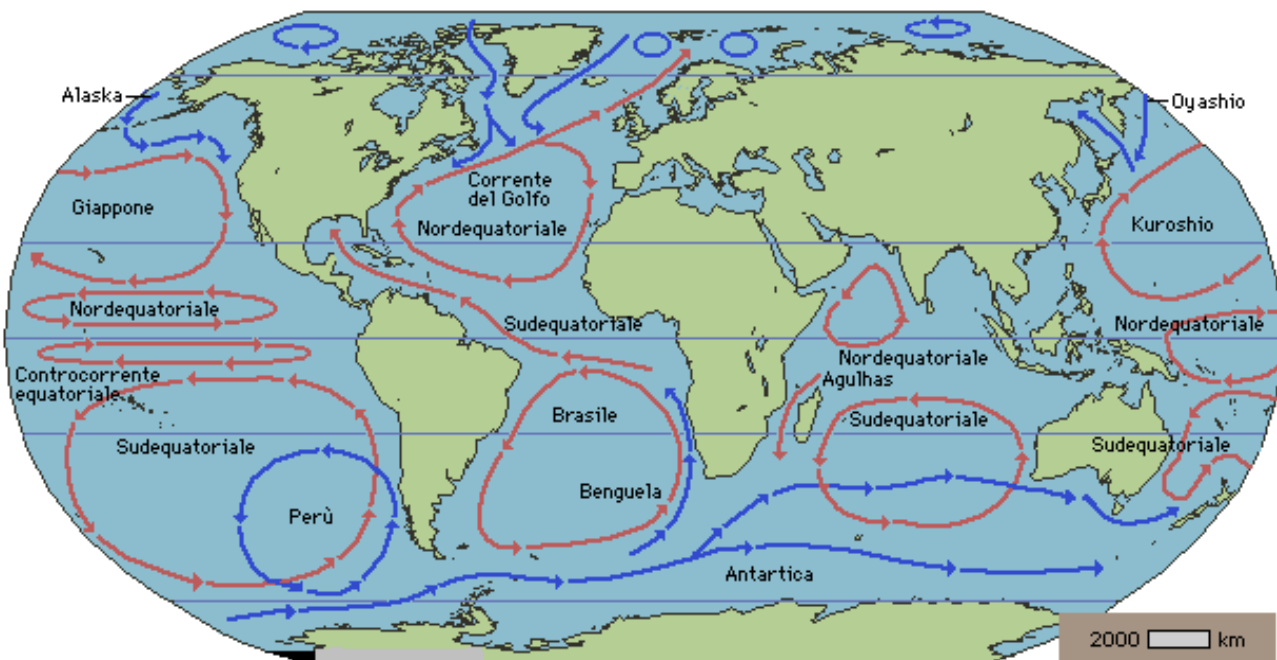 Alaska
Oyashio
Corrente
del Golfo
Giappone
Nordequatoriale
Kuroshio
Nordequatoriale
Sudequatoriale
Nordequatoriale
Nordequatoriale
Controcorrente
equatoriale
Agulhas
Brasile
Sudequatoriale
Sudequatoriale
Sudequatoriale
Benguela
Perù
Antartica
2000 km